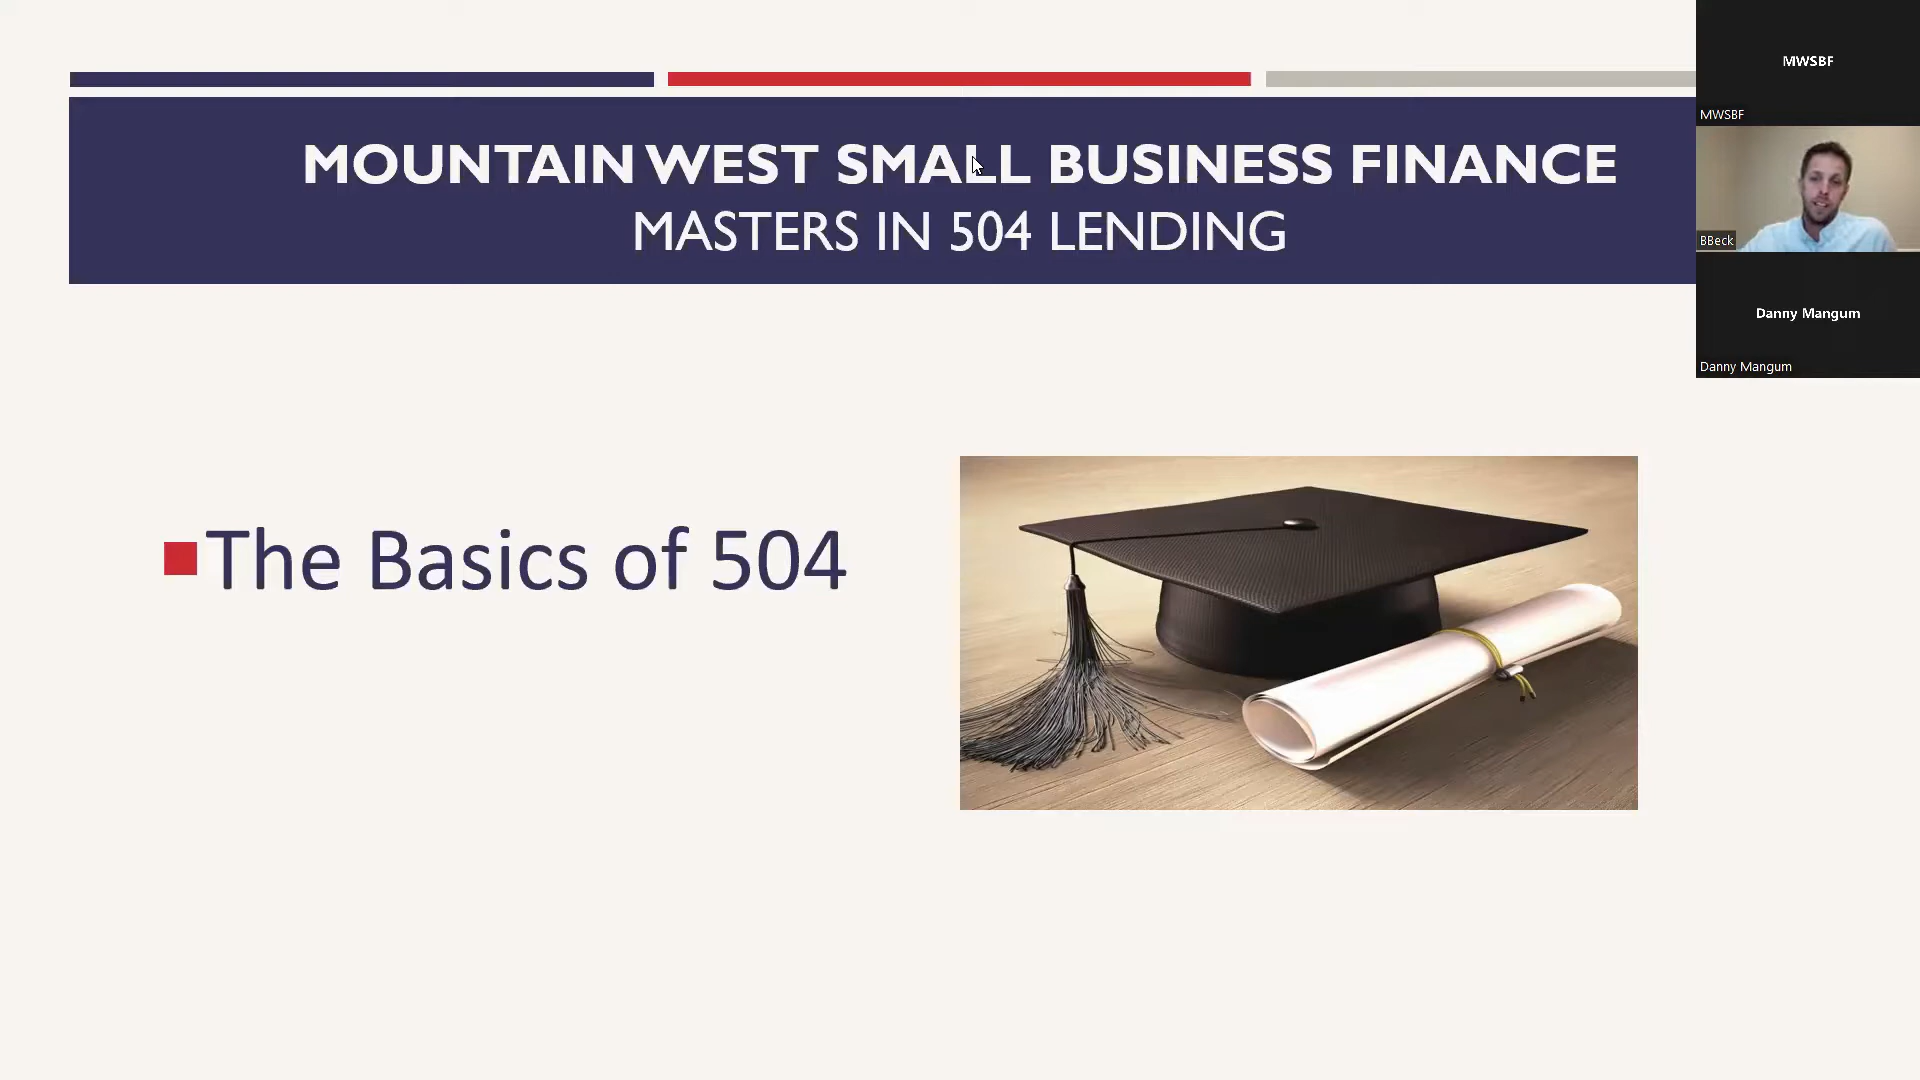 MOUNTAIN WEST SMALL BUSINESS FINANCE
MASTERS IN 504 LENDING
The Basics of 504
MWSBF
MWSBF
BBeck
Danny Mangum
Danny Mangum